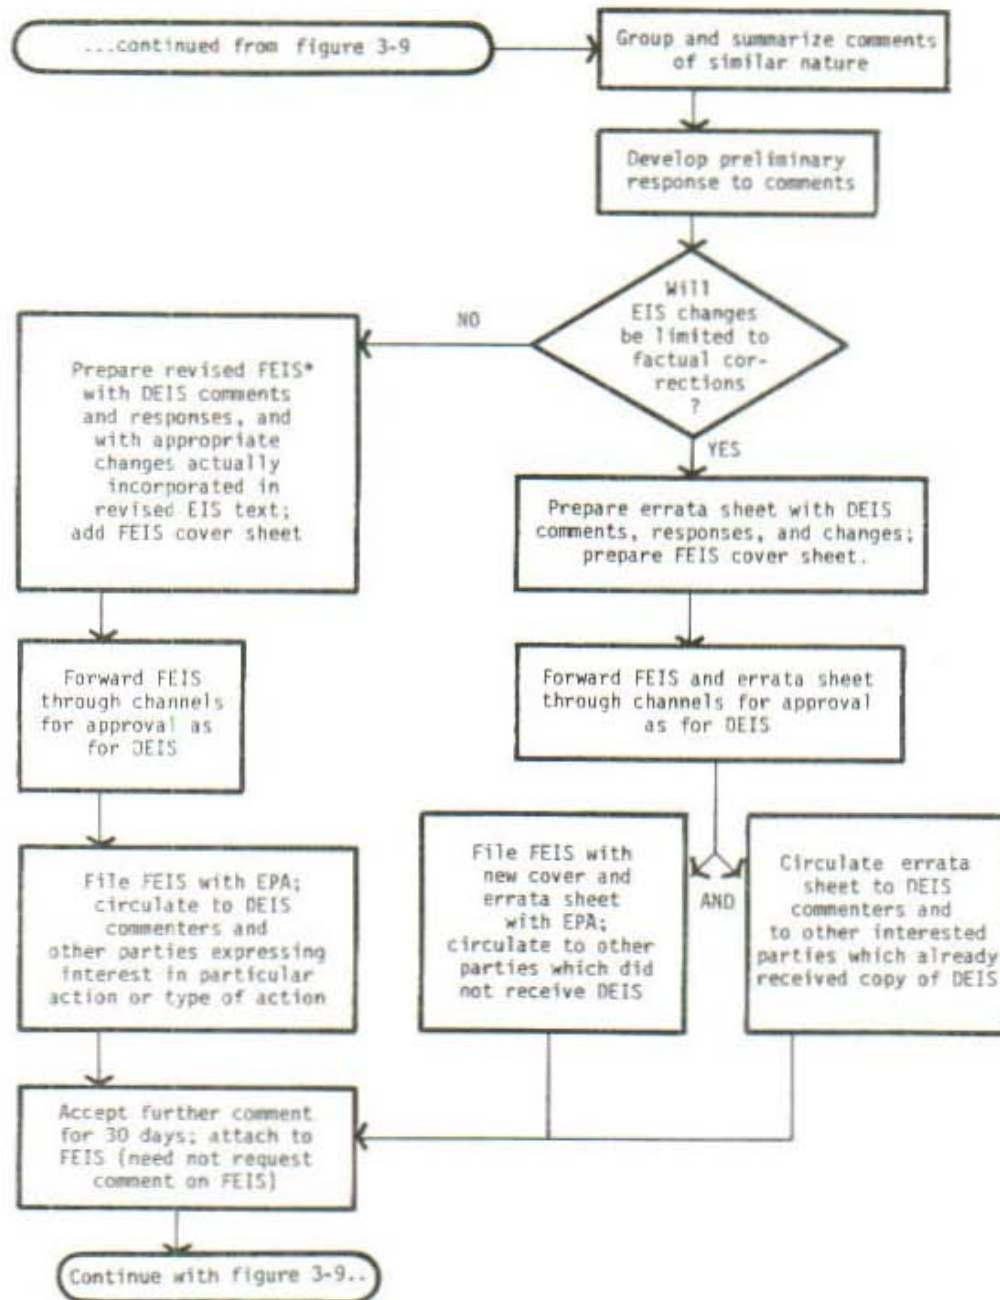 ...continued from figure 3-9
Group and summarize comments
of similar nature
Develop preliminary
response to comments
Will
EIS changes
be limited to
factual cor-
rections
?
NO
YES
Prepare revised FEIS*
with DEIS comments
and responses, and
with appropriate
changes actually
incorporated in
revised EIS text;
add FEIS cover sheet
Prepare errata sheet with DEIS
comments, responses, and changes;
prepare FEIS cover sheet.
Forward FEIS
through channels
for approval as
for DEIS
Forward FEIS and errata sheet
through channels for approval
as for DEIS
File FEIS with EPA;
circulate to DEIS
commenters and
other parties expressing
interest in particular
action or type of action
File FEIS with
new cover and
errata sheet
with EPA;
circulate to other
parties which did
not receive DEIS
AND
Circulate errata
sheet to DEIS
commenters and
to other interested
parties which already
received copy of DEIS
Accept further comment
for 30 days; attach to
FEIS (need not request
comment on FEIS)
Continue with figure 3-9..